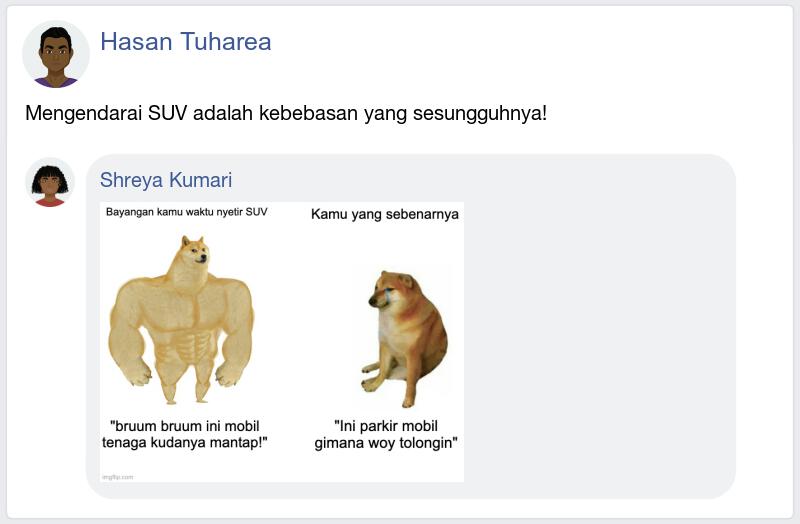 Hasan Tuharea
Mengendarai SUV adalah kebebasan yang sesungguhnya!
Shreya Kumari
Bayangan kamu waktu nyetir SUV
Kamu yang sebenarnya
"bruum bruum ini mobil
tenaga kudanya mantap!"
"Ini parkir mobil
gimana woy tolongin"
imgflip.com